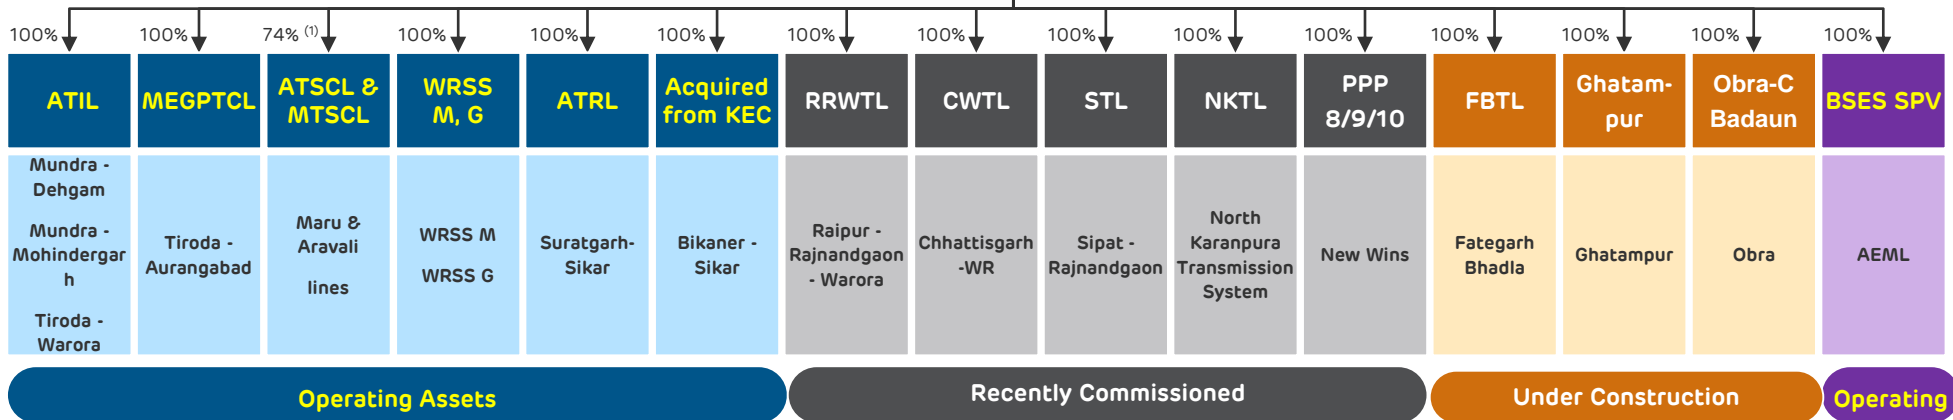 100% 100% 74% (1) 100% 100% 100% 100% 100% 100% 100% 100% 100% 100% 100% 100%
ATIL
MEGPTCL
ATSCL &
MTSCL
WRSS
M, G
ATRL
Acquired
from KEC
RRWTL
CWTL
STL
NKTL
PPP
8/9/10
FBTL
Ghatam-
pur
Obra-C
Badaun
BSES SPV
Mundra -
Dehgam
Mundra -
Mohindergar
h
Tiroda -
Warora
Tiroda -
Aurangabad
Maru &
Aravali
lines
WRSS M
WRSS G
Suratgarh-
Sikar
Bikaner -
Sikar
Raipur -
Rajnandgaon
- Warora
Chhattisgarh
-WR
Sipat -
Rajnandgaon
North
Karanpura
Transmission
System
New Wins
Fategarh
Bhadla
Ghatampur
Obra
AEML
Operating Assets
Recently Commissioned
Under Construction
Operating